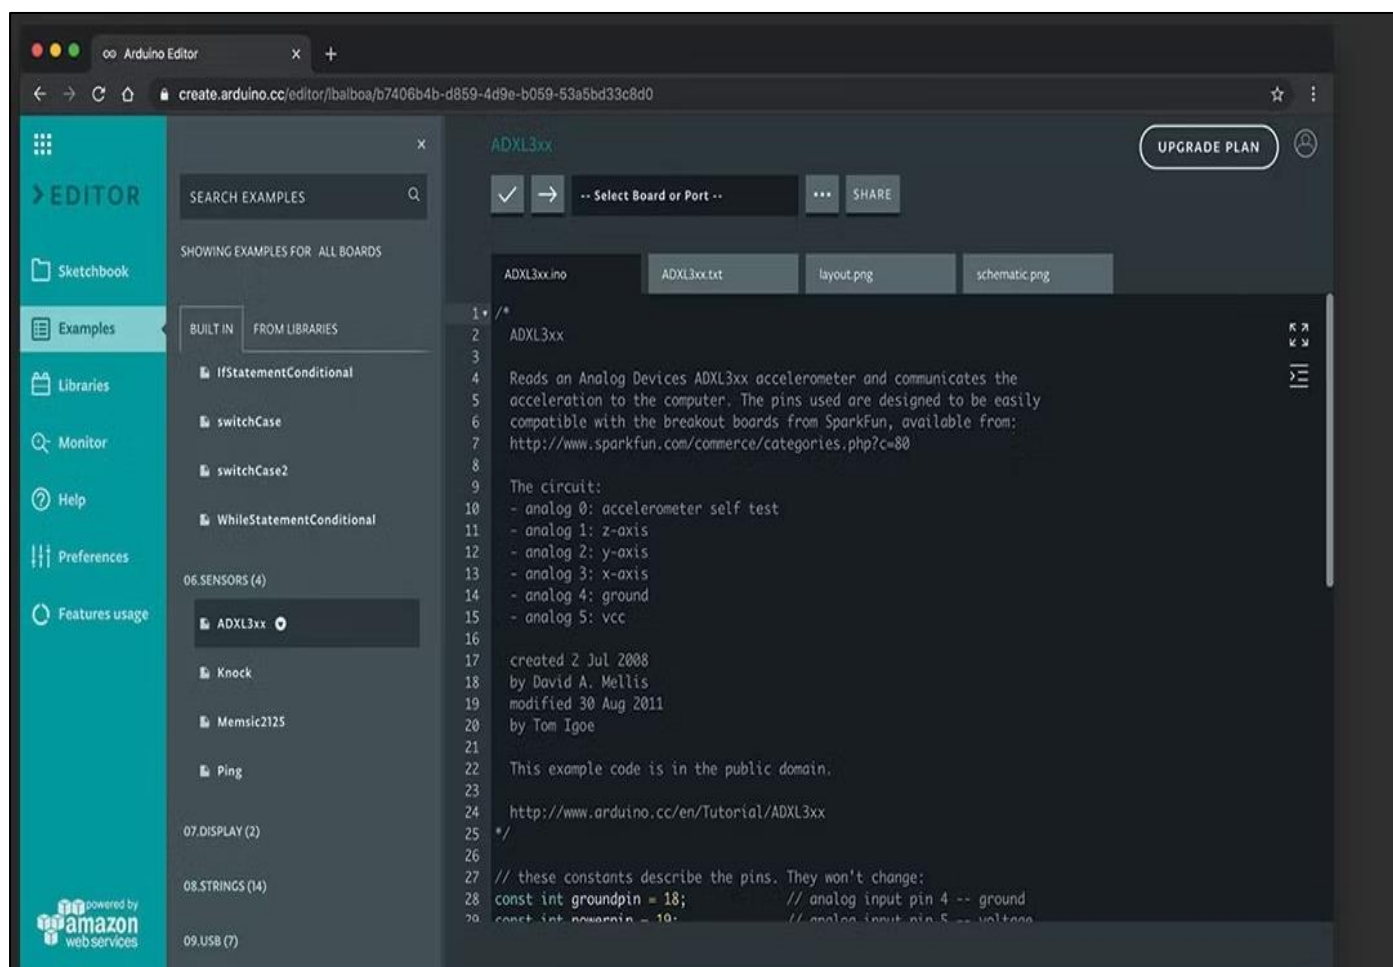 Arduino Editor
create.arduino.cc/editor/lbalboa/b7406b4b-d859-4d9e-b059-53a5bd33c8d0
EDITOR
Sketchbook
Examples
Libraries
Monitor
Help
Preferences
Features usage
powered by
amazon
web services
SEARCH EXAMPLES
SHOWING EXAMPLES FOR ALL BOARDS
BUILT IN FROM LIBRARIES
IfStatementConditional
switchCase
switchCase2
WhileStatementConditional
06.SENSORS (4)
ADXL3xx
Knock
Memsic2125
Ping
07.DISPLAY (2)
08.STRINGS (14)
09.USB (7)
ADXL3xx
UPGRADE PLAN
-- Select Board or Port -- ... SHARE
ADXL3xx.ino ADXL3xx.txt layout.png schematic.png
1 /*
2 ADXL3xx
3
4 Reads an Analog Devices ADXL3xx accelerometer and communicates the
5 acceleration to the computer. The pins used are designed to be easily
6 compatible with the breakout boards from SparkFun, available from:
7 http://www.sparkfun.com/commerce/categories.php?c=80
8
9 The circuit:
10 - analog 0: accelerometer self test
11 - analog 1: z-axis
12 - analog 2: y-axis
13 - analog 3: x-axis
14 - analog 4: ground
15 - analog 5: vcc
16
17 created 2 Jul 2008
18 by David A. Mellis
19 modified 30 Aug 2011
20 by Tom Igoe
21
22 This example code is in the public domain.
23
24 http://www.arduino.cc/en/Tutorial/ADXL3xx
25 */
26
27 // these constants describe the pins. They won't change:
28 const int groundpin = 18; // analog input pin 4 -- ground
29 const int powerpin = 19; // analog input pin 5 -- voltage